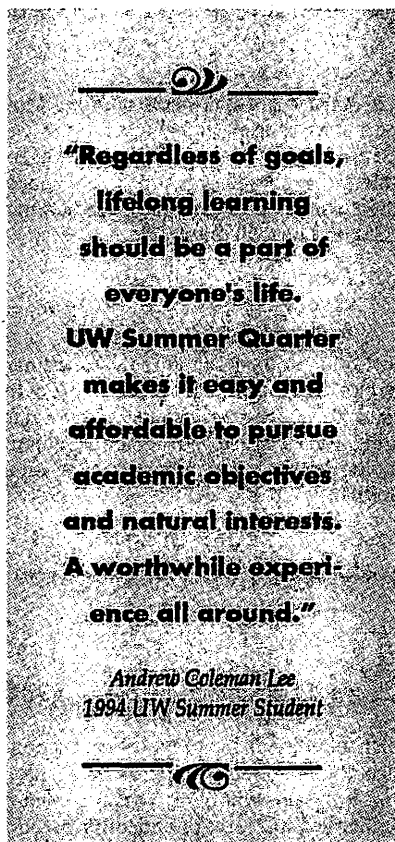 "Regardless of goals,
lifelong learning
should be a part of
everyone's life.
UW Summer Quarter
makes it easy and
affordable to pursue
academic objectives
and natural interests.
A worthwhile experi-
ence all around."
Andrew Coleman Lee
1994 UW Summer Student